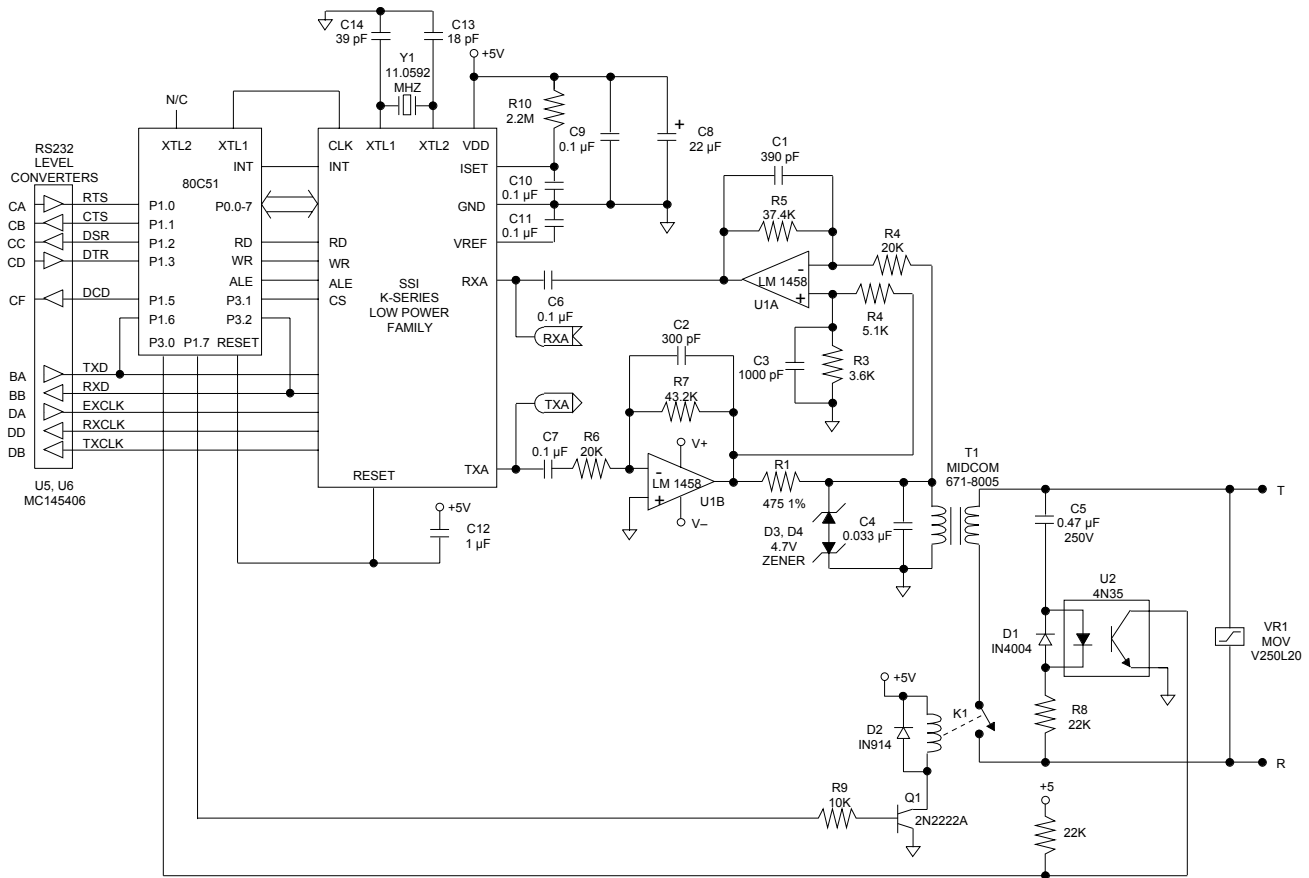 C14
39 pF
C13
18 pF
+5V
Y1
11.0592
MHZ
N/C
R10
2.2M
C9
0.1 µF
+
C8
22 µF
C1
390 pF
RS232
LEVEL
CONVERTERS
XTL2
XTL1
CLK
XTL1
XTL2
VDD
INT
INT
ISET
80C51
C10
0.1 µF
R5
37.4K
CA
RTS
P1.0
P0.0-7
GND
CB
CTS
P1.1
C11
0.1 µF
CC
DSR
P1.2
RD
RD
VREF
R4
20K
CD
DTR
P1.3
WR
WR
ALE
ALE
SSI
K-SERIES
LOW POWER
FAMILY
RXA
-
LM 1458
+
U1A
CF
DCD
P1.5
P3.1
CS
C6
0.1 µF
R4
5.1K
P1.6
P3.2
RXA
C2
300 pF
P3.0
P1.7
RESET
C3
1000 pF
R3
3.6K
BA
TXD
R7
43.2K
BB
RXD
TXA
DA
EXCLK
DD
RXCLK
C7
0.1 µF
R6
20K
V+
DB
TXCLK
T1
MIDCOM
671-8005
RESET
TXA
-
LM 1458
+
U1B
R1
475 1%
U5, U6
MC145406
T
+5V
V–
C12
1 µF
D3, D4
4.7V
ZENER
C4
0.033 µF
C5
0.47 µF
250V
U2
4N35
D1
IN4004
VR1
MOV
V250L20
+5V
D2
IN914
K1
R8
22K
R
R9
10K
Q1
2N2222A
+5
22K